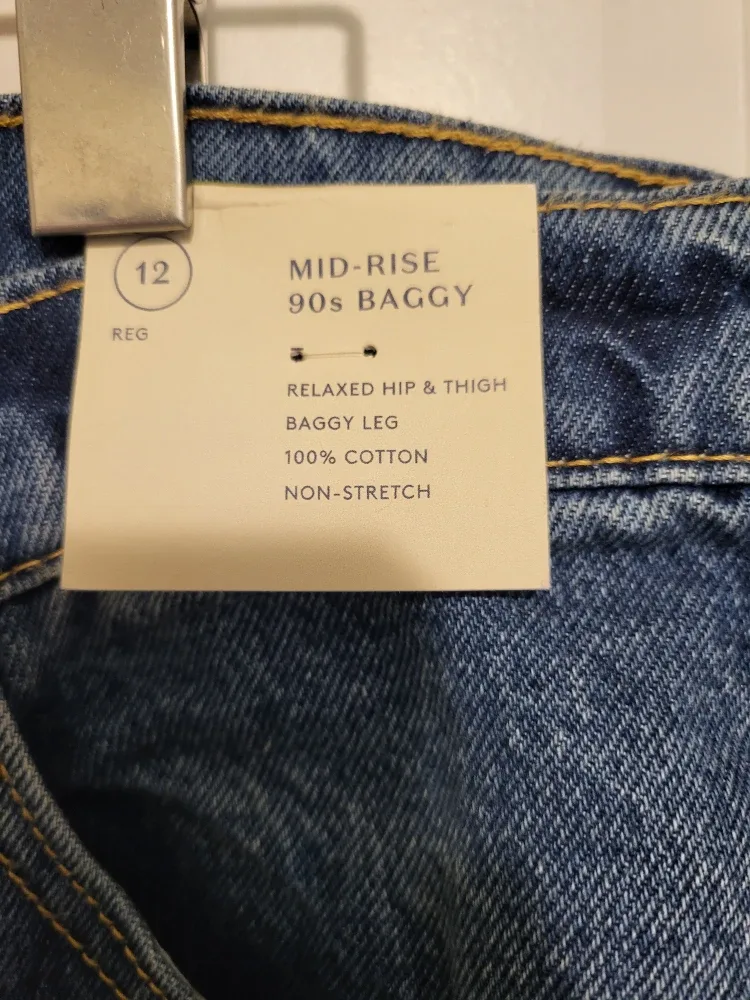 12
REG
MID-RISE
90s BAGGY
RELAXED HIP & THIGH
BAGGY LEG
100% COTTON
NON-STRETCH